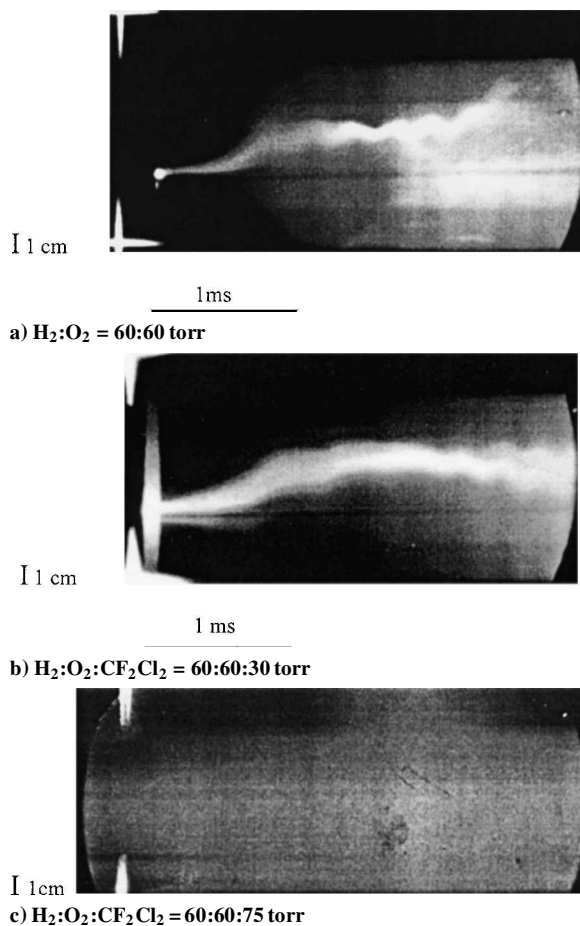 1 cm
1ms
a) H₂:O₂ = 60:60 torr
1 cm
1 ms
b) H₂:O₂:CF₂Cl₂ = 60:60:30 torr
1cm
c) H₂:O₂:CF₂Cl₂ = 60:60:75 torr